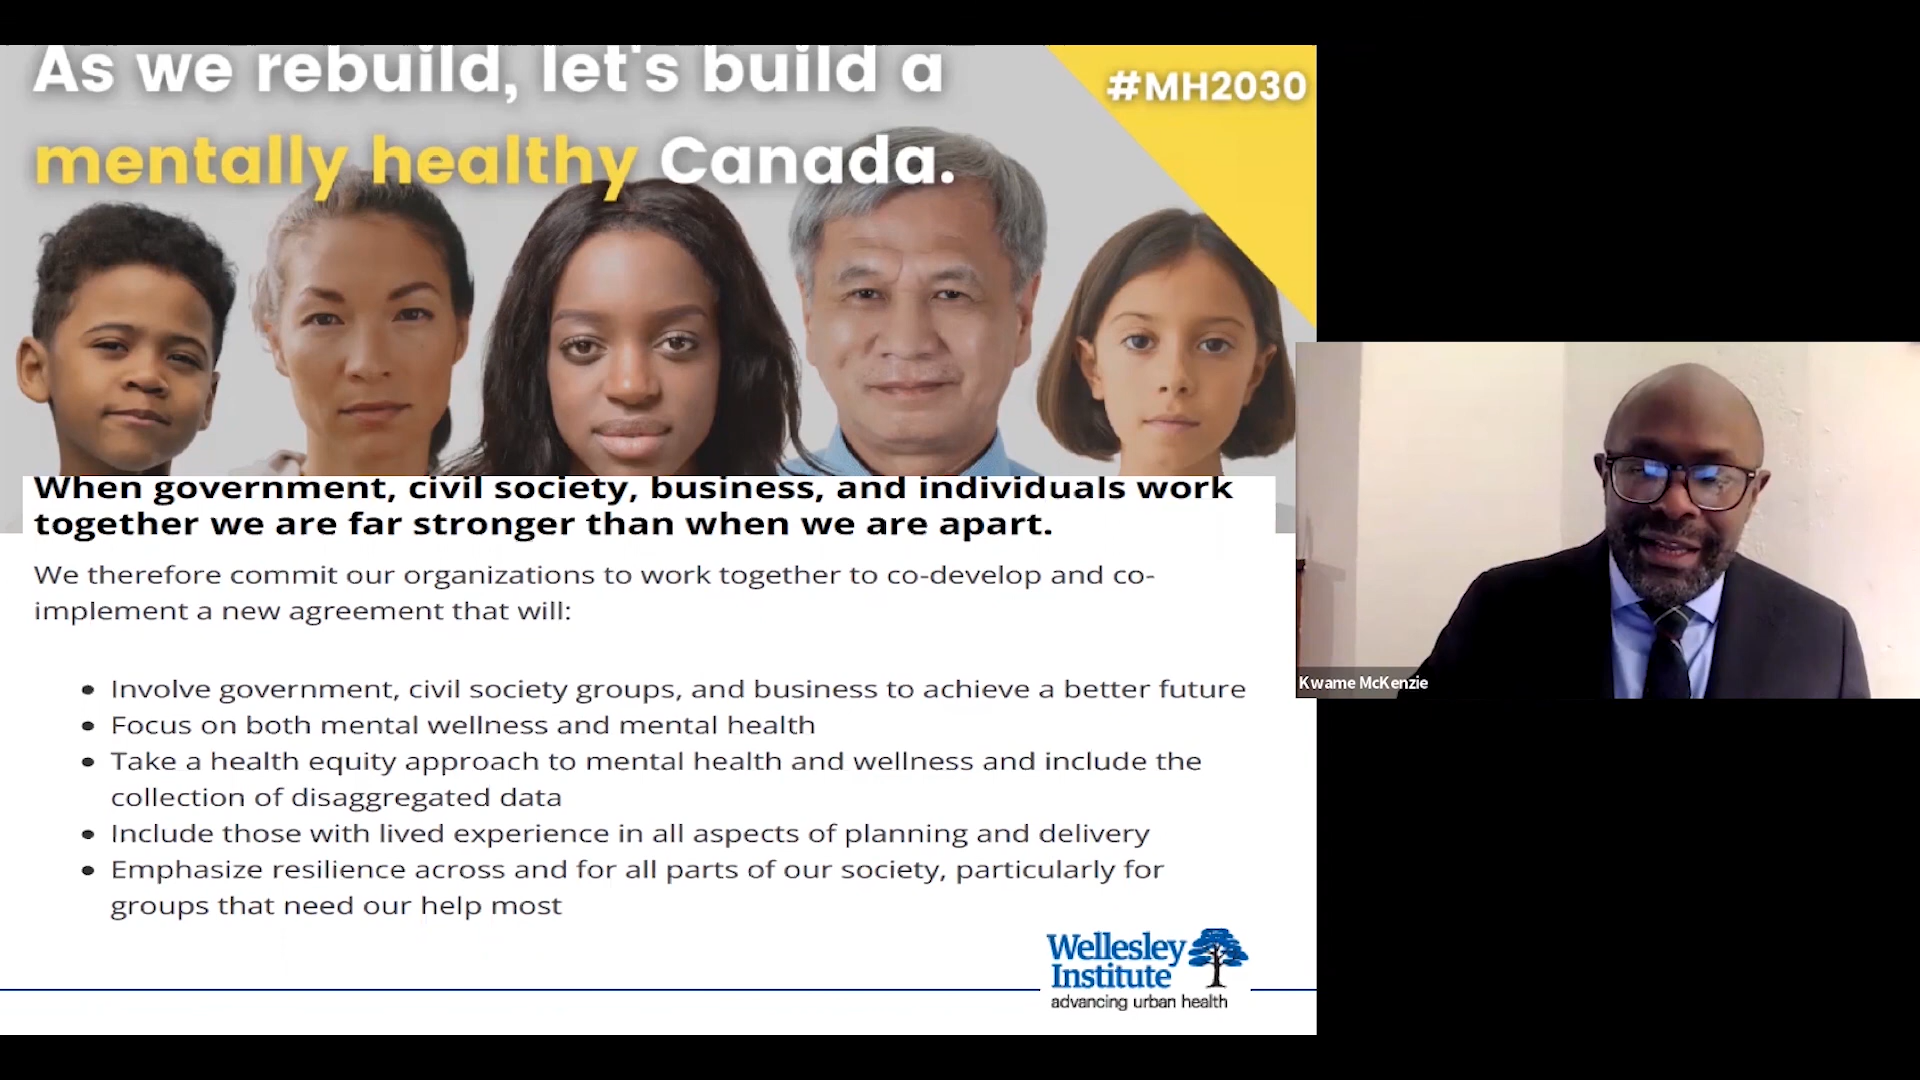 As we rebuild, let's build a
mentally healthy Canada.
#MH2030
When government, civil society, business, and individuals work
together we are far stronger than when we are apart.
We therefore commit our organizations to work together to co-develop and co-
implement a new agreement that will:
• Involve government, civil society groups, and business to achieve a better future
• Focus on both mental wellness and mental health
• Take a health equity approach to mental health and wellness and include the
collection of disaggregated data
• Include those with lived experience in all aspects of planning and delivery
• Emphasize resilience across and for all parts of our society, particularly for
groups that need our help most
Wellesley
Institute
advancing urban health
Kwame McKenzie